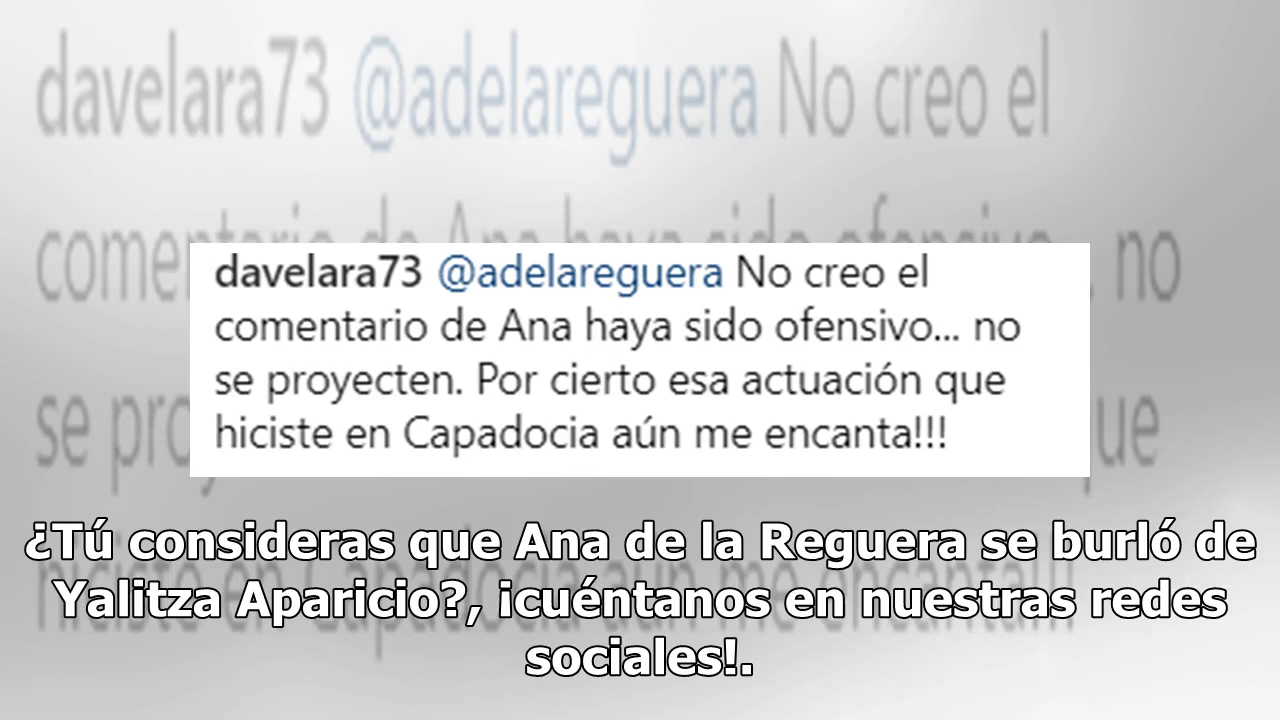 davelara73 @adelareguera No creo el
comentario de Ana haya sido ofensivo... no
se proyecten. Por cierto esa actuación que
hiciste en Capadocia aún me encanta!!!
¿Tú consideras que Ana de la Reguera se burló de
Yalitza Aparicio?, ¡cuéntanos en nuestras redes
sociales!.